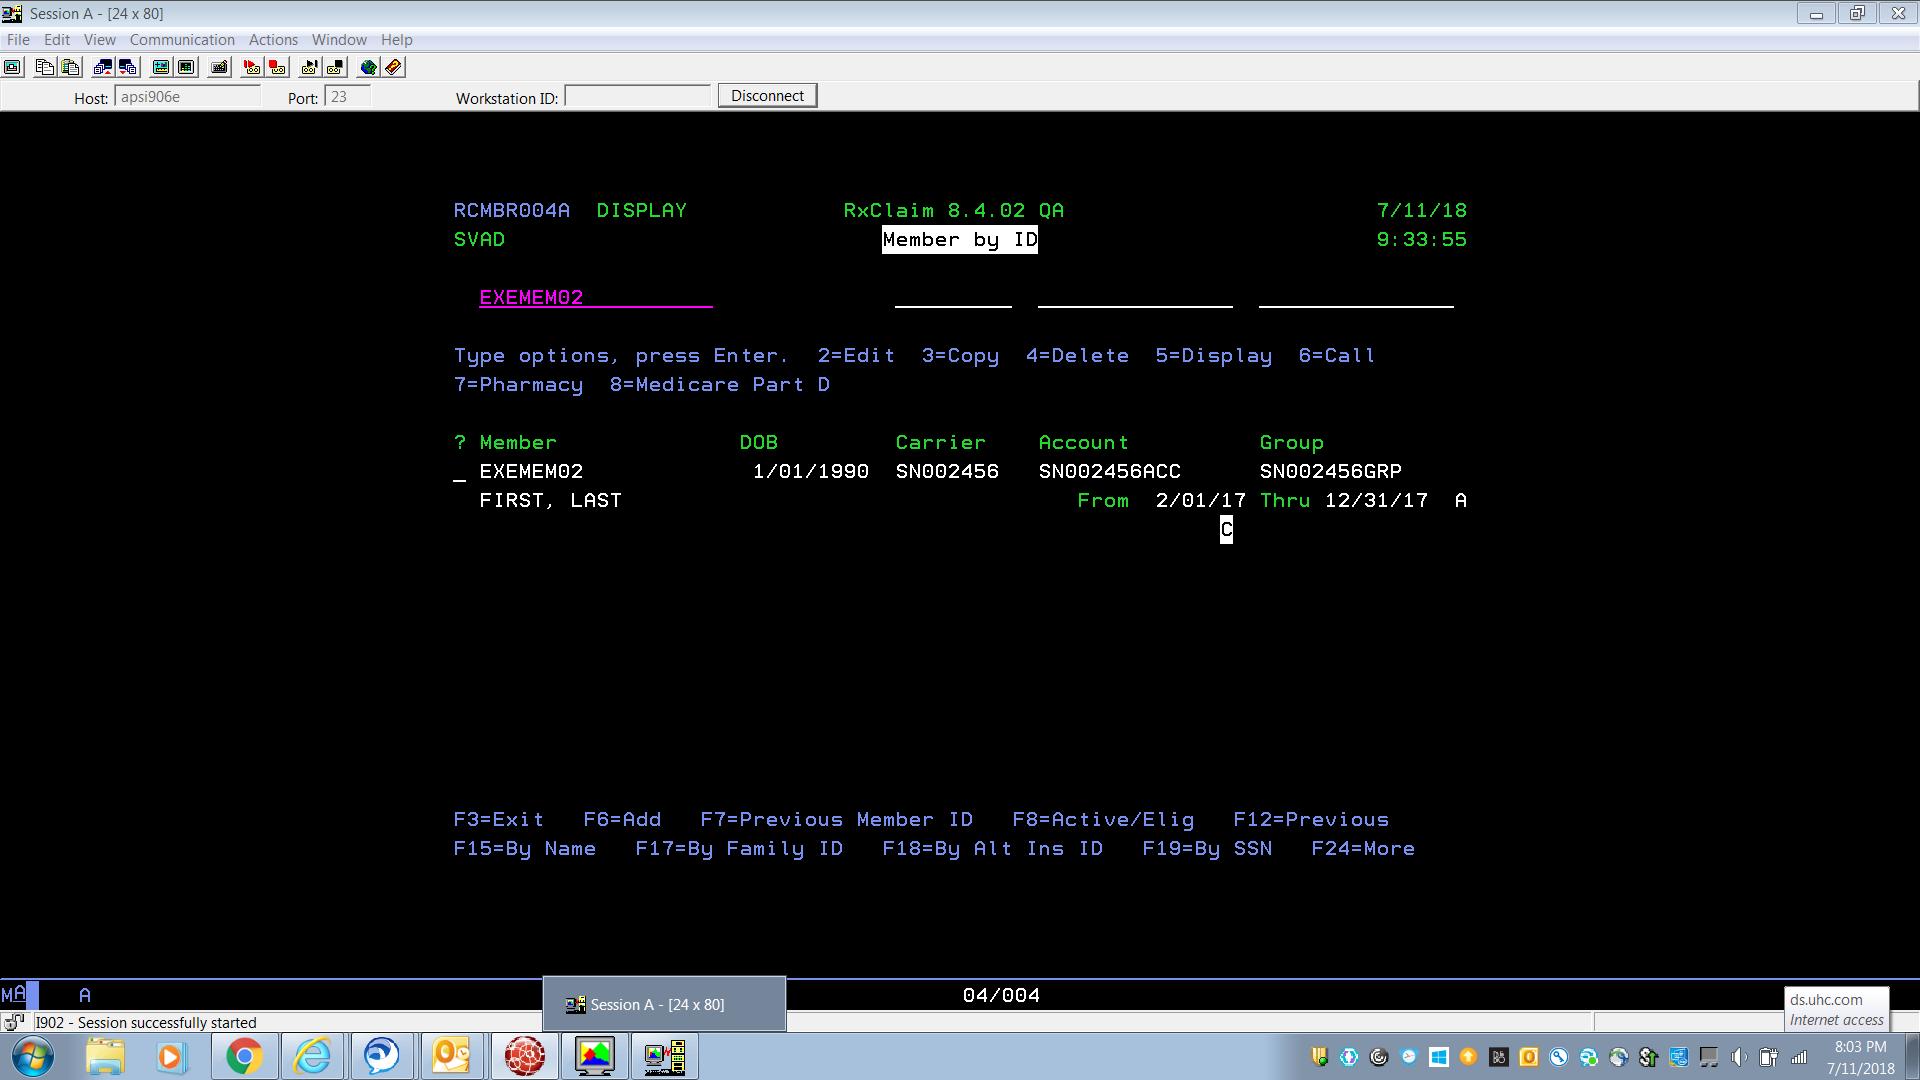 Session A - [24 x 80]
File Edit View Communication Actions Window Help
Host: apsi906e Port: 23 Workstation ID: Disconnect
RCMBR004A DISPLAY RxClaim 8.4.02 QA 7/11/18
SVAD Member by ID 9:33:55
EXEMEM02
Type options, press Enter. 2=Edit 3=Copy 4=Delete 5=Display 6=Call
7=Pharmacy 8=Medicare Part D
? Member DOB Carrier Account Group
_ EXEMEM02 1/01/1990 SN002456 SN002456ACC SN002456GRP
FIRST, LAST From 2/01/17 Thru 12/31/17 A
C
F3=Exit F6=Add F7=Previous Member ID F8=Active/Elig F12=Previous
F15=By Name F17=By Family ID F18=By Alt Ins ID F19=By SSN F24=More
MA A 04/004
Session A - [24 x 80]
I902 - Session successfully started
ds.uhc.com
Internet access
8:03 PM
7/11/2018